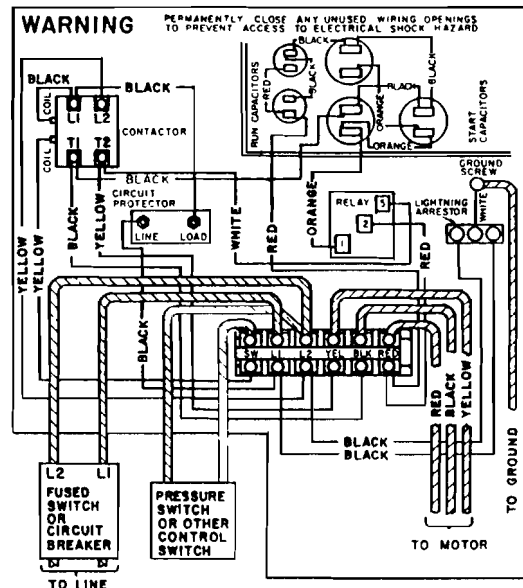 WARNING
PERMANENTLY CLOSE ANY UNUSED WIRING OPENINGS
TO PREVENT ACCESS TO ELECTRICAL SHOCK HAZARD
BLACK
BLACK
RED
BLACK
BLACK
ORANGE
ORANGE
ORANGE
RUN CAPACITORS
START CAPACITORS
BLACK
COIL
L1
L2
CONTACTOR
COIL
T1
T2
BLACK
CIRCUIT
PROTECTOR
LINE
LOAD
BLACK
YELLOW
WHITE
RED
ORANGE
RELAY
5
2
1
RED
GROUND
SCREW
LIGHTNING
ARRESTOR
WHITE
YELLOW
YELLOW
BLACK
SW
L1
L2
YEL
BLK
RED
BLACK
BLACK
RED
BLACK
YELLOW
TO GROUND
L2
L1
FUSED
SWITCH
OR
CIRCUIT
BREAKER
TO LINE
PRESSURE
SWITCH
OR OTHER
CONTROL
SWITCH
TO MOTOR